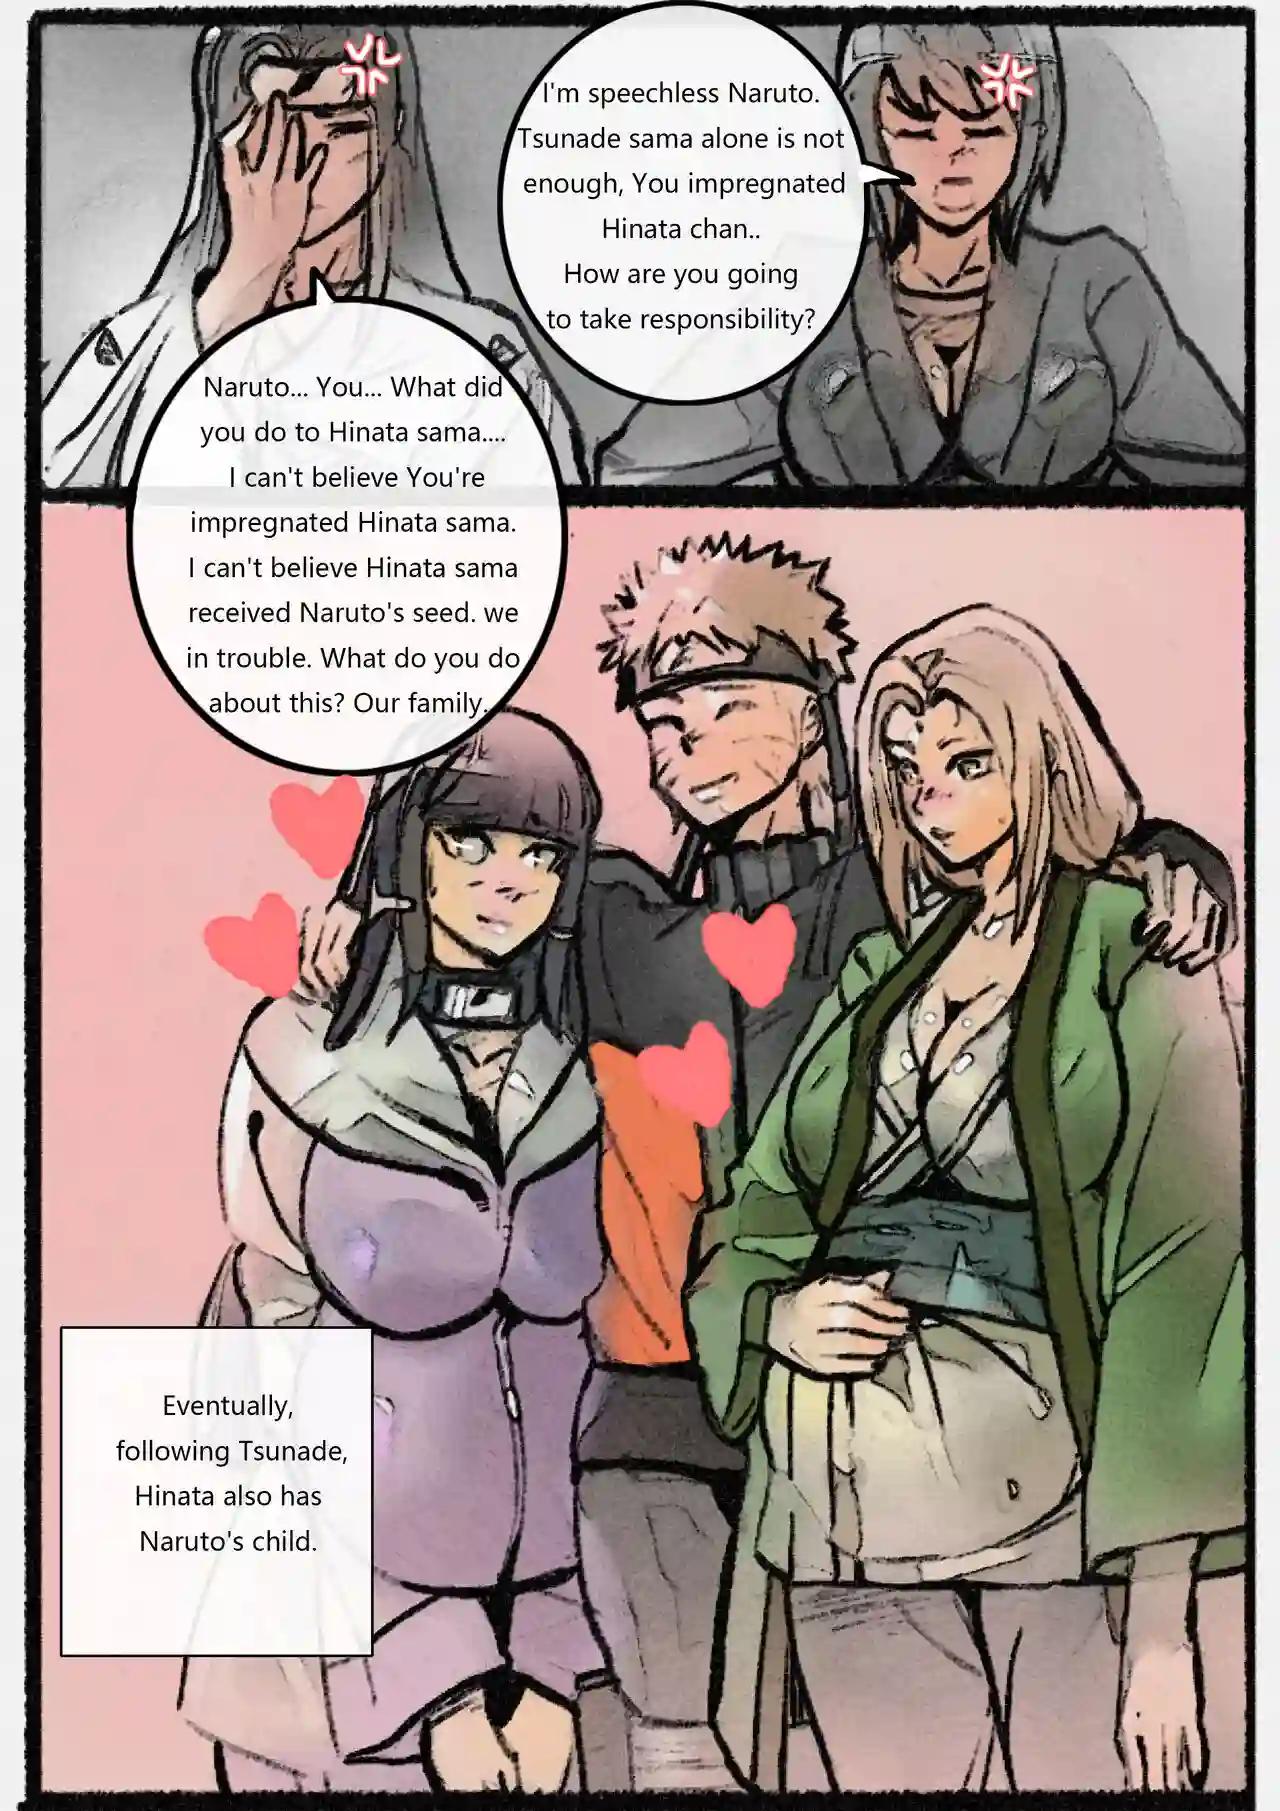 I'm speechless Naruto.
Tsunade sama alone is not
enough, You impregnated
Hinata chan..
How are you going
to take responsibility?
Naruto... You... What did
you do to Hinata sama....
I can't believe You're
impregnated Hinata sama.
I can't believe Hinata sama
received Naruto's seed. we
in trouble. What do you do
about this? Our family.
Eventually,
following Tsunade,
Hinata also has
Naruto's child.